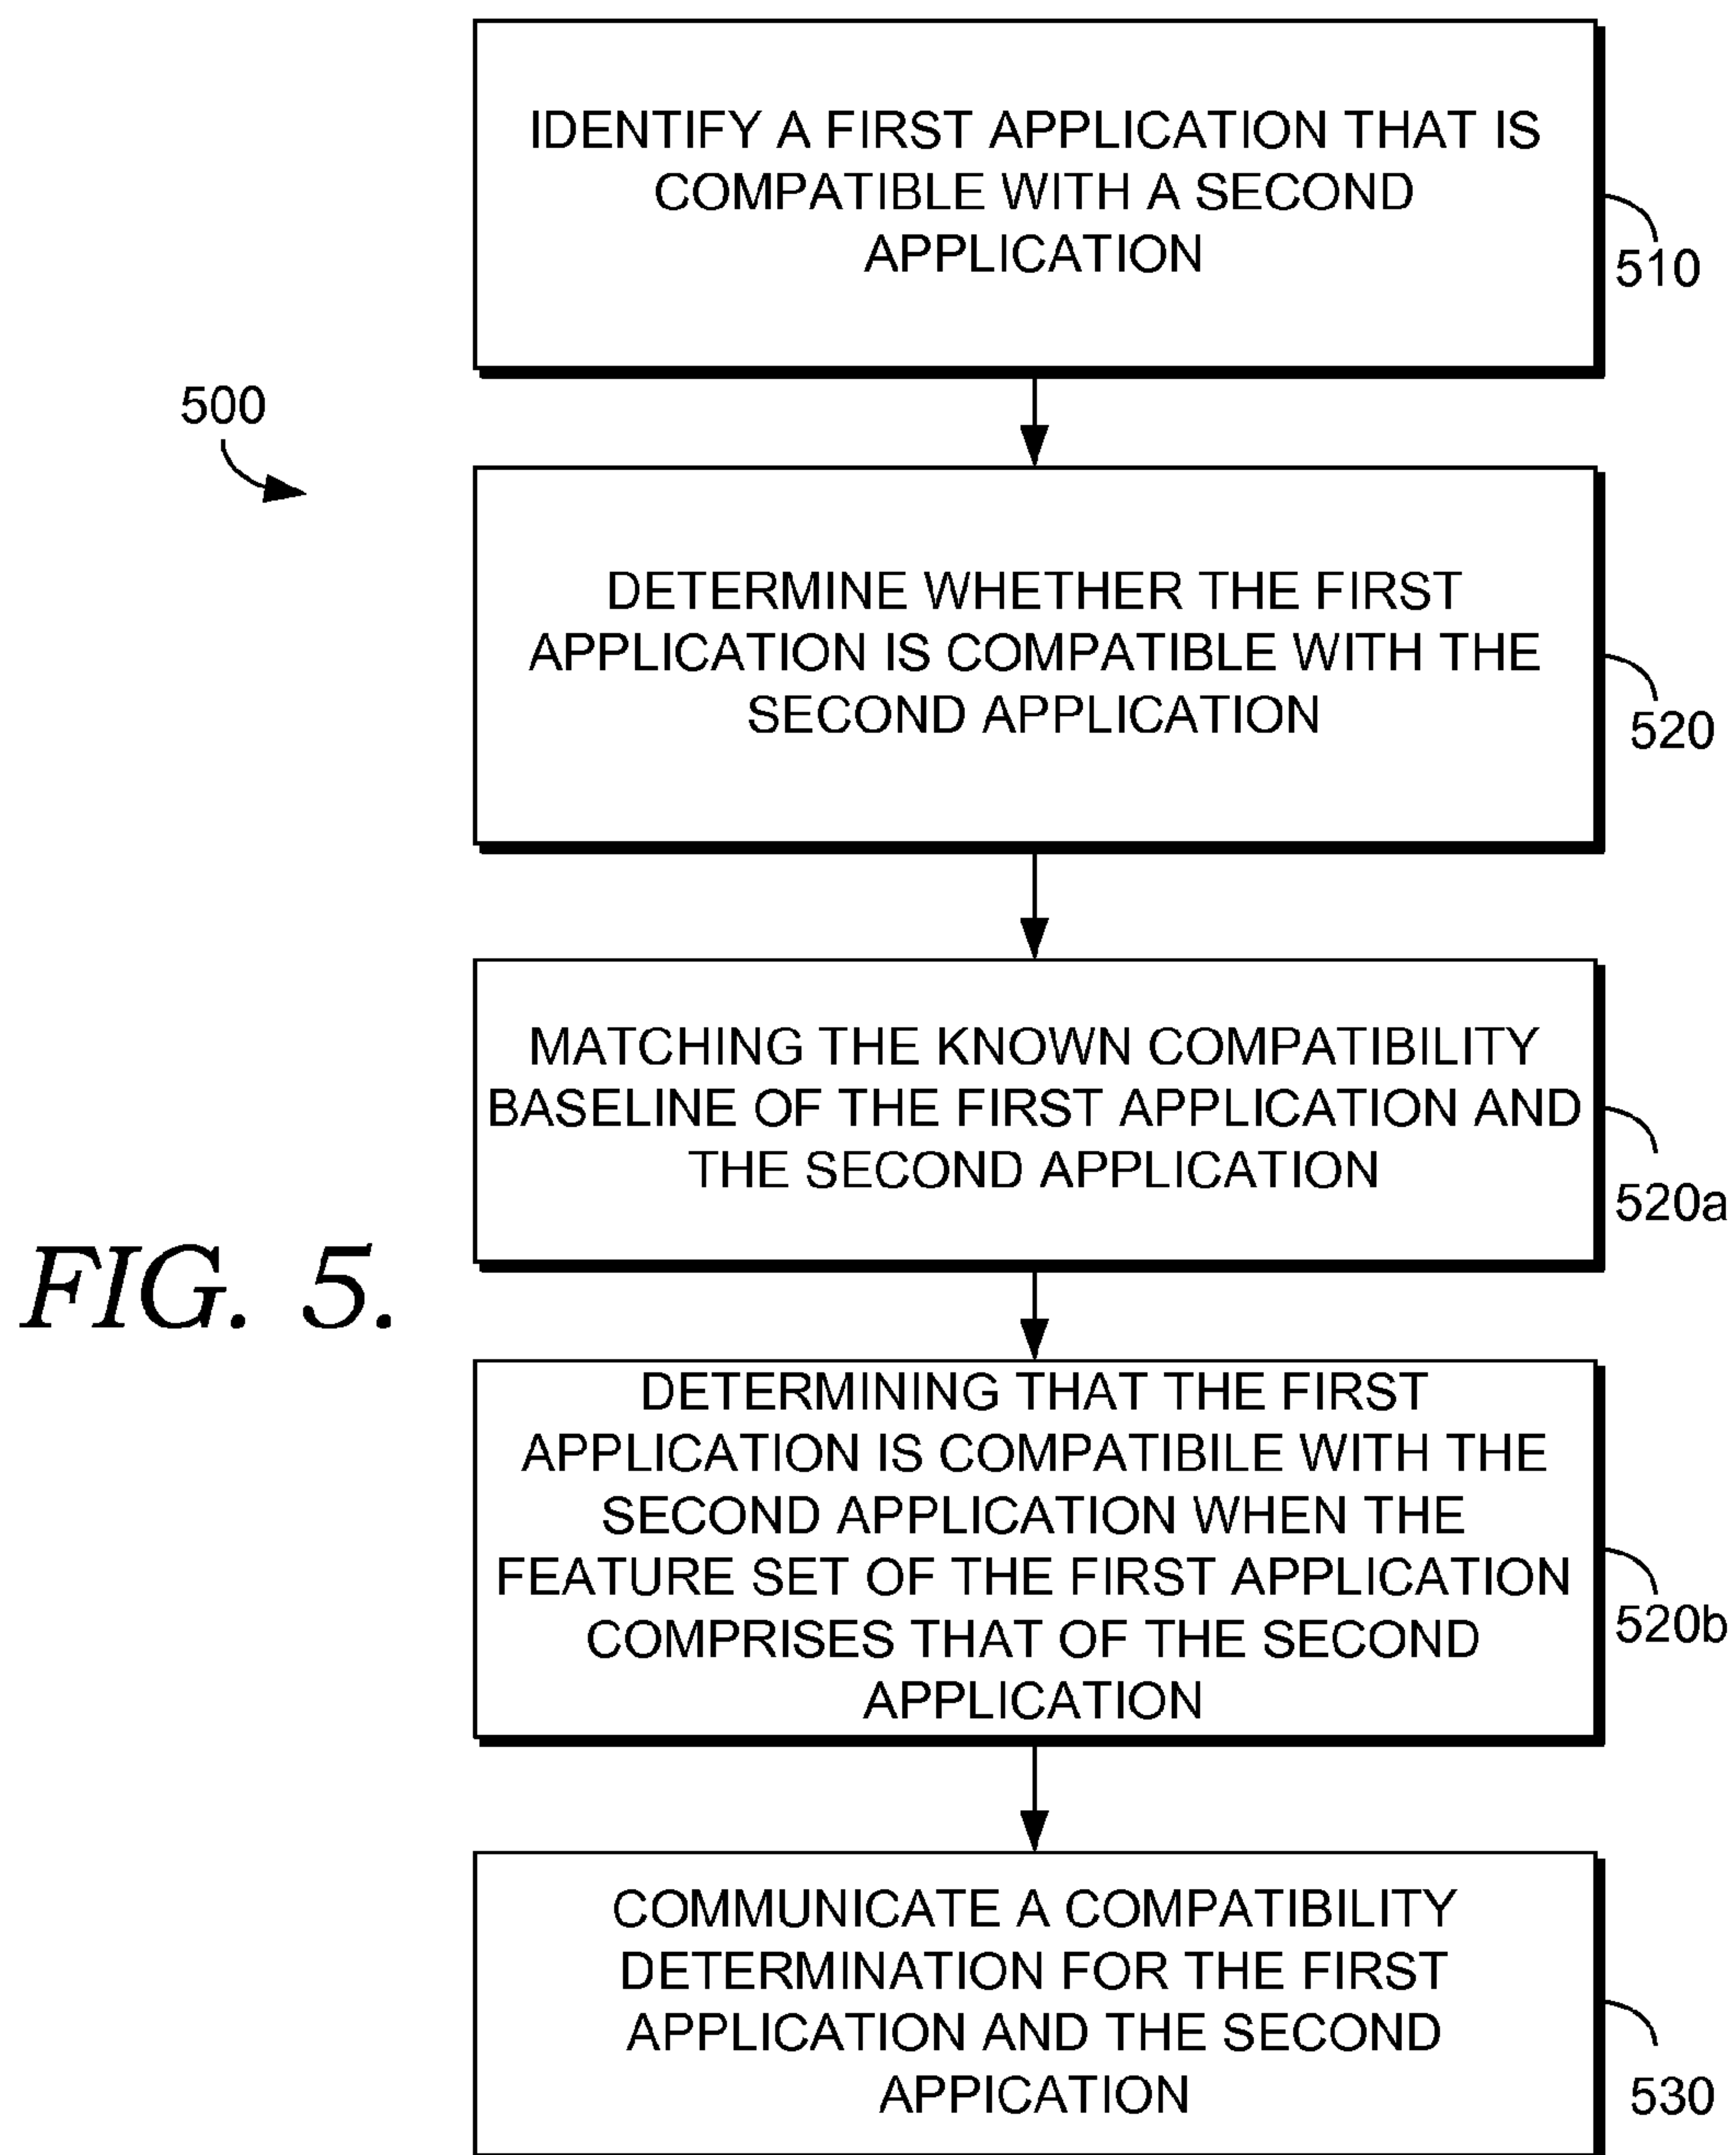 IDENTIFY A FIRST APPLICATION THAT IS
COMPATIBLE WITH A SECOND
APPLICATION
510
500
DETERMINE WHETHER THE FIRST
APPLICATION IS COMPATIBLE WITH THE
SECOND APPLICATION
520
MATCHING THE KNOWN COMPATIBILITY
BASELINE OF THE FIRST APPLICATION AND
THE SECOND APPLICATION
520a
FIG. 5.
DETERMINING THAT THE FIRST
APPLICATION IS COMPATIBILE WITH THE
SECOND APPLICATION WHEN THE
FEATURE SET OF THE FIRST APPLICATION
COMPRISES THAT OF THE SECOND
APPLICATION
520b
COMMUNICATE A COMPATIBILITY
DETERMINATION FOR THE FIRST
APPLICATION AND THE SECOND
APPICATION
530